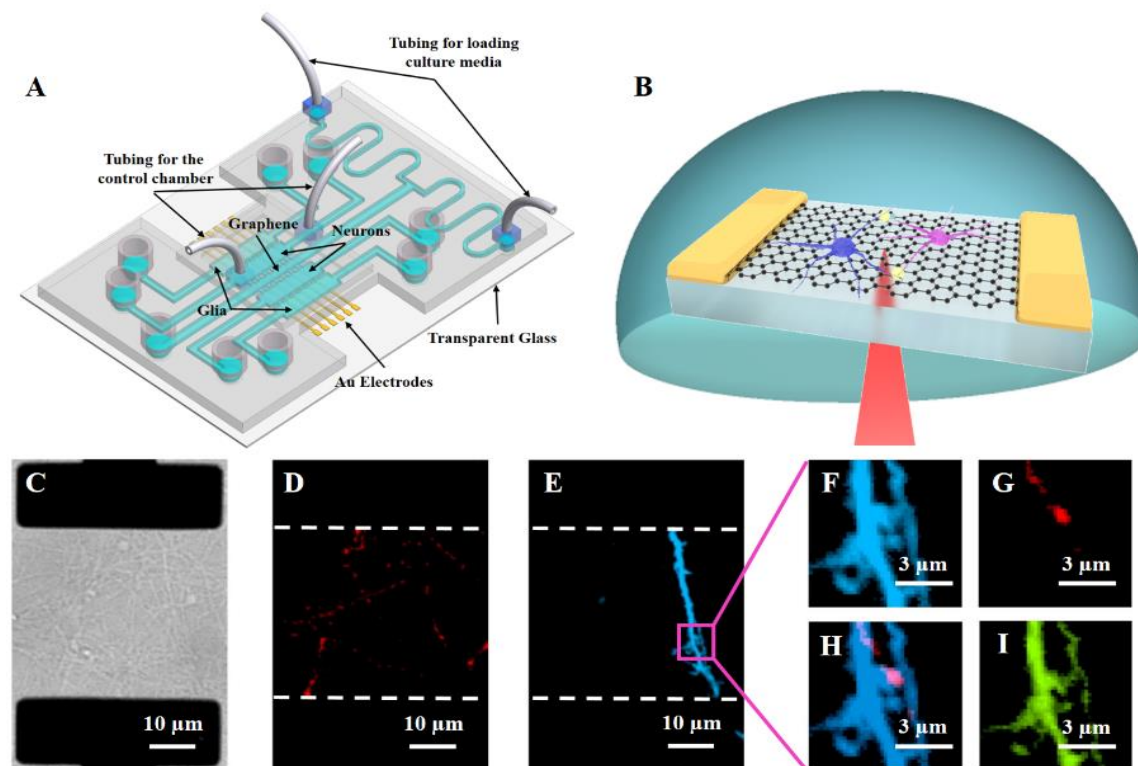 A
Tubing for loading
culture media
B
Tubing for the
control chamber
Graphene
Neurons
Glia
Transparent Glass
Au Electrodes
C
10 μm
D
10 μm
E
10 μm
F
3 μm
G
3 μm
H
3 μm
I
3 μm